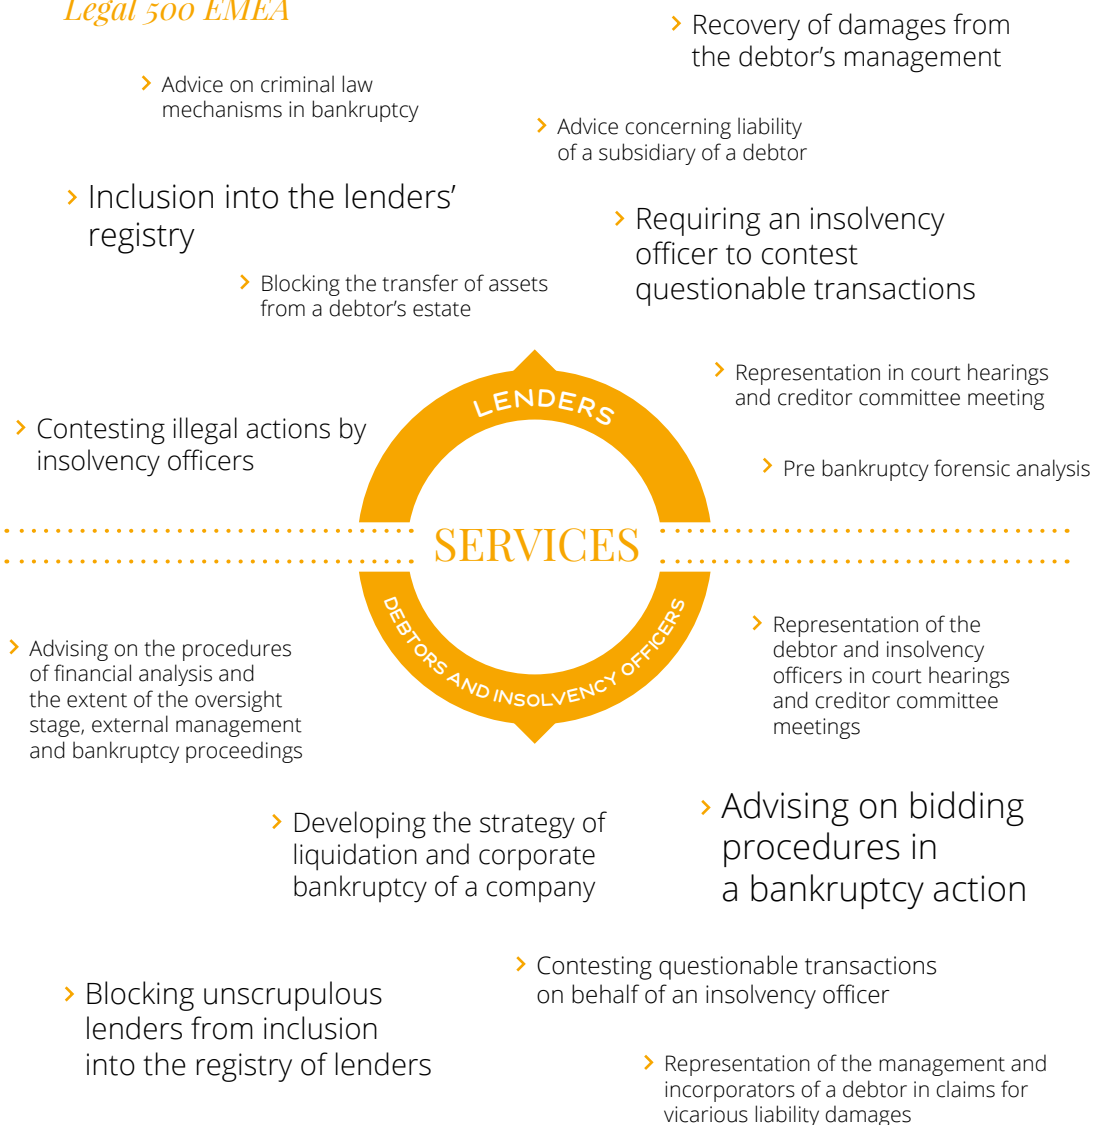 Legal 500 EMEA
Recovery of damages from
the debtor's management
Advice on criminal law
mechanisms in bankruptcy
Advice concerning liability
of a subsidiary of a debtor
Inclusion into the lenders'
registry
Requiring an insolvency
officer to contest
questionable transactions
Blocking the transfer of assets
from a debtor's estate
Representation in court hearings
and creditor committee meeting
LENDERS
Contesting illegal actions by
insolvency officers
Pre bankruptcy forensic analysis
SERVICES
DEBTORS AND INSOLVENCY OFFICERS
Advising on the procedures
of financial analysis and
the extent of the oversight
stage, external management
and bankruptcy proceedings
Representation of the
debtor and insolvency
officers in court hearings
and creditor committee
meetings
Developing the strategy of
liquidation and corporate
bankruptcy of a company
Advising on bidding
procedures in
a bankruptcy action
Contesting questionable transactions
on behalf of an insolvency officer
Blocking unscrupulous
lenders from inclusion
into the registry of lenders
Representation of the management and
incorporators of a debtor in claims for
vicarious liability damages